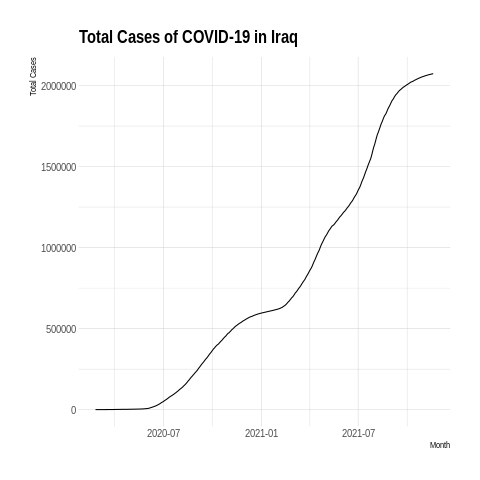 Total Cases of COVID-19 in Iraq
Total Cases
2000000
1500000
1000000
500000
0
2020-07 2021-01 2021-07
Month